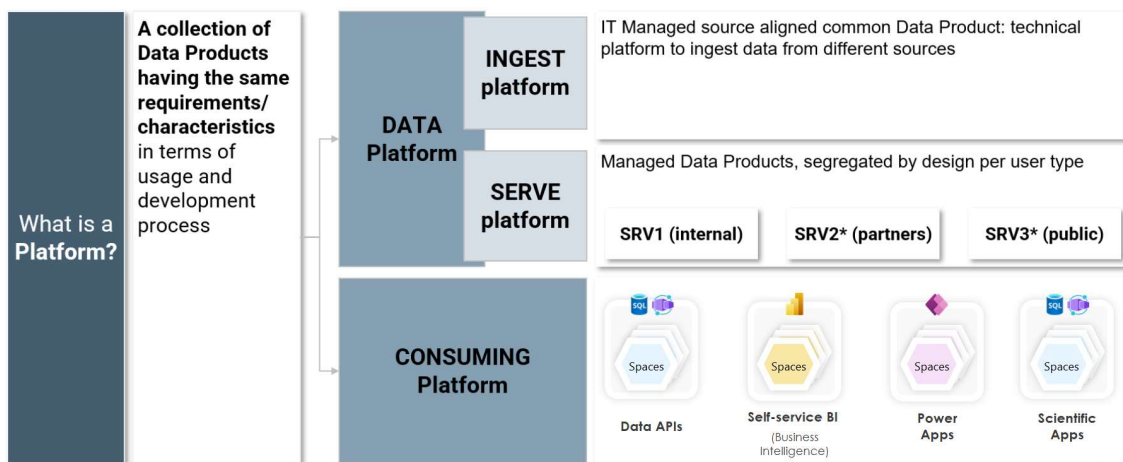 What is a
Platform?
A collection of
Data Products
having the same
requirements/
characteristics
in terms of
usage and
development
process
DATA
Platform
INGEST
platform
SERVE
platform
CONSUMING
Platform
IT Managed source aligned common Data Product: technical
platform to ingest data from different sources
Managed Data Products, segregated by design per user type
SRV1 (internal)
SRV2* (partners)
SRV3* (public)
SQL
Spaces
Data APIs
Spaces
Self-service BI
(Business
Intelligence)
Spaces
Power
Apps
SQL
Spaces
Scientific
Apps